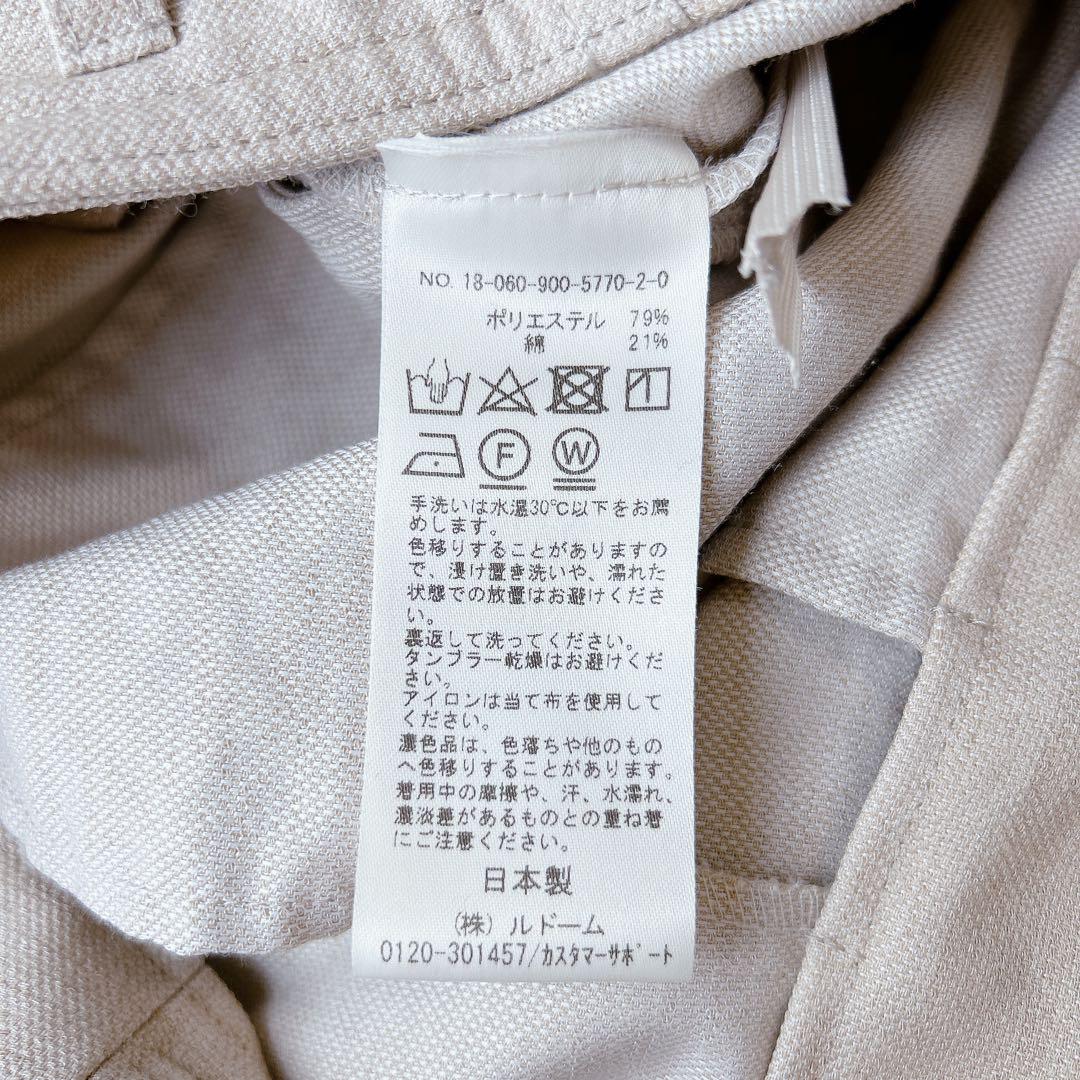 NO. 18-060-900-5770-2-0
ポリエステル 79%
綿 21%
F W
手洗いは水温30℃以下をお薦
めします。
色移りすることがありますの
で、浸け置き洗いや、濡れた
状態での放置はお避けくださ
い。
裏返して洗ってください。
タンブラー乾燥はお避けくだ
さい。
アイロンは当て布を使用して
ください。
濃色品は、色落ちや他のもの
へ色移りすることがあります。
着用中の摩擦や、汗、水濡れ、
濃淡差があるものとの重ね着
にご注意ください。
日本製
(株) ルドーム
0120-301457/カスタマーサポート